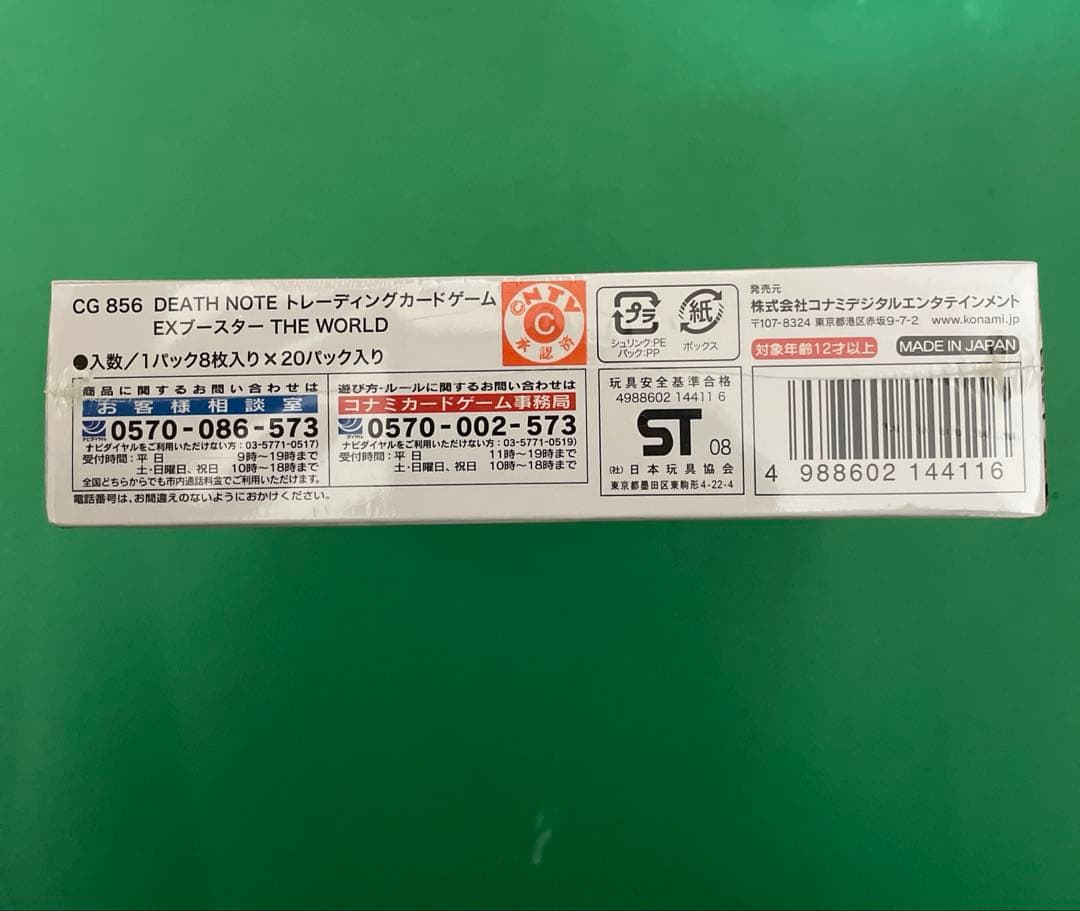 CG 856 DEATH NOTE トレーディングカードゲーム
EXブースター THE WORLD
●入数/1パック8枚入り×20パック入り
©NTV
C
承認済
プラ
シュリンク:PE
パック:PP
紙
ボックス
発売元
株式会社コナミデジタルエンタテインメント
〒107-8324 東京都港区赤坂9-7-2 www.konami.jp
対象年齢12才以上
MADE IN JAPAN
商品に関するお問い合わせは
お客様相談室
ナビダイヤル
0570-086-573
ナビダイヤルをご利用いただけない方:03-5771-0517)
受付時間:平日 9時〜19時まで
土・日曜日、祝日 10時〜18時まで
全国どちらからでも市内通話料金でご利用いただけます。
遊び方・ルールに関するお問い合わせは
コナミカードゲーム事務局
ナビダイヤル
0570-002-573
ナビダイヤルをご利用いただけない方:03-5771-0519)
受付時間:平日 11時〜19時まで
土・日曜日、祝日 10時〜18時まで
電話番号は、お間違えのないようにおかけください。
玩具安全基準合格
4988602 14411 6
ST 08
(社)日本玩具協会
東京都墨田区東駒形4-22-4
4 988602 144116